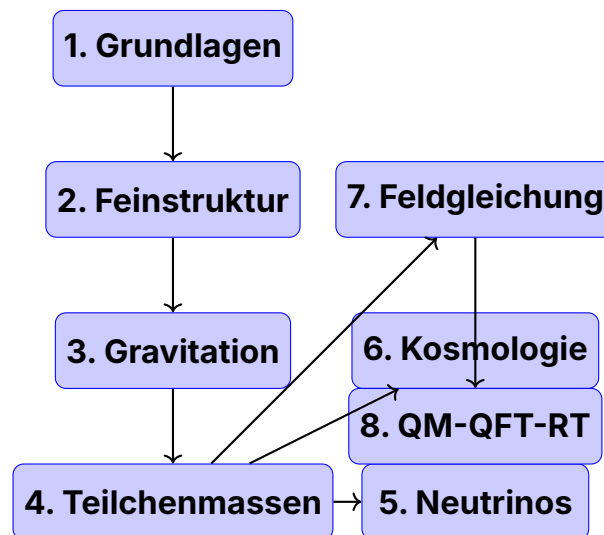 1. Grundlagen
2. Feinstruktur
7. Feldgleichung
3. Gravitation
6. Kosmologie
8. QM-QFT-RT
4. Teilchenmassen
5. Neutrinos